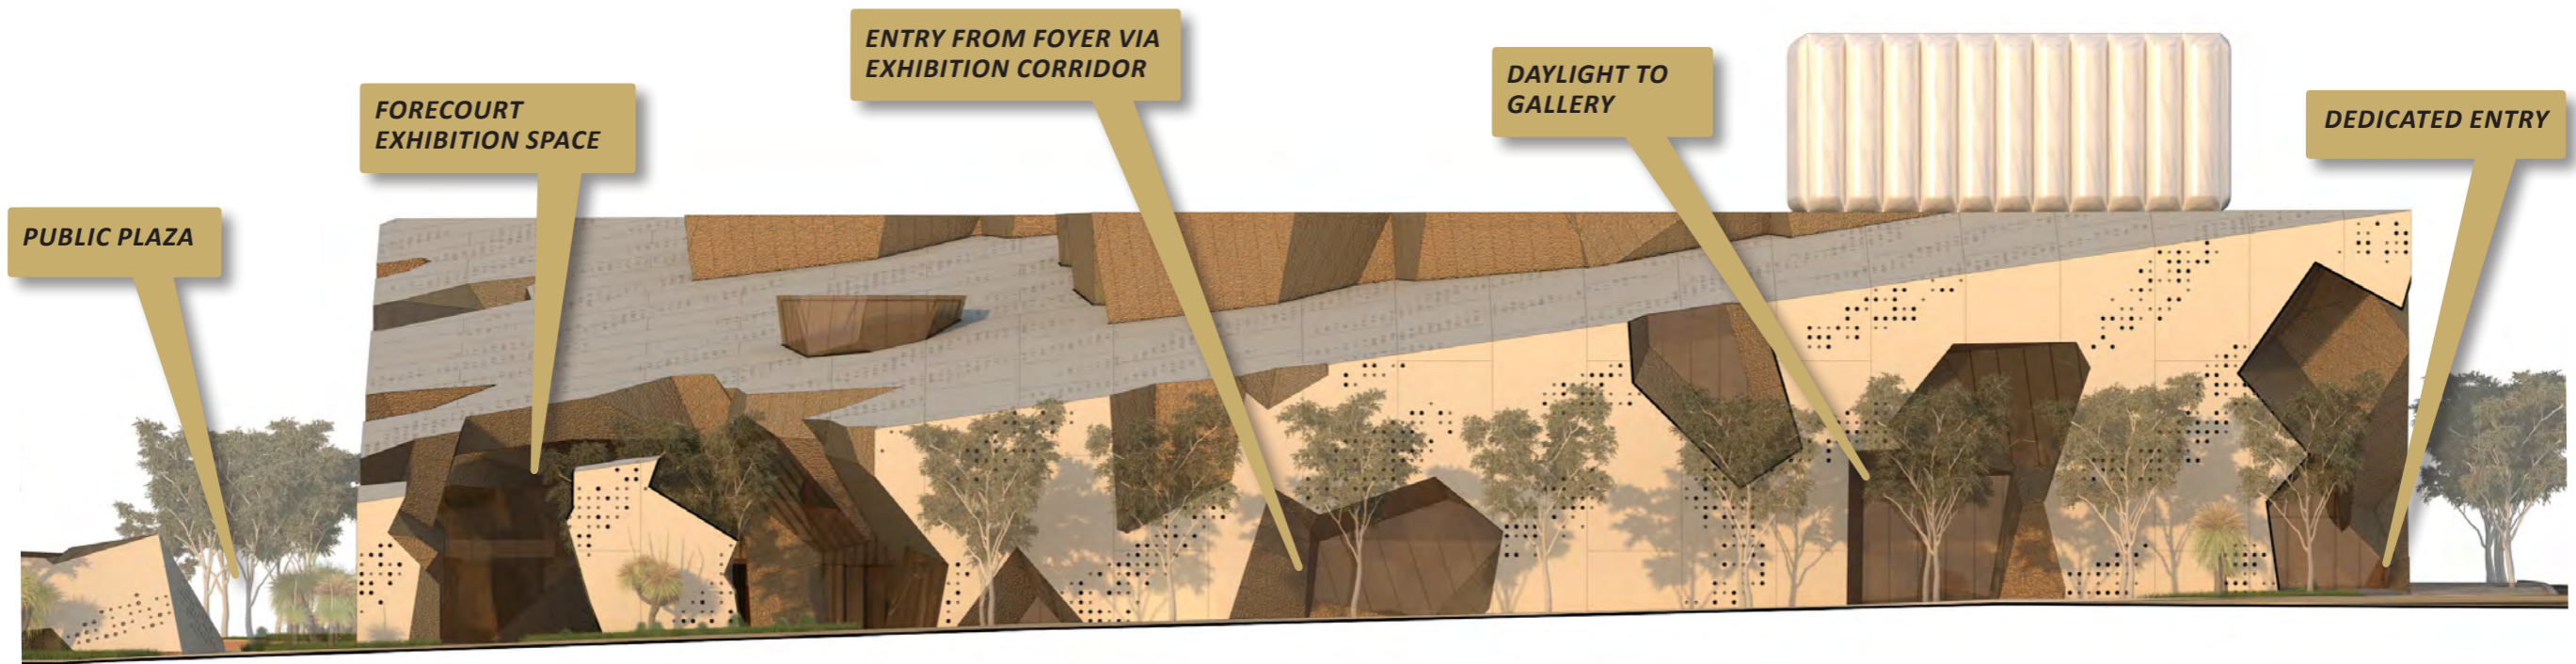 PUBLIC PLAZA
FORECOURT
EXHIBITION SPACE
ENTRY FROM FOYER VIA
EXHIBITION CORRIDOR
DAYLIGHT TO
GALLERY
DEDICATED ENTRY